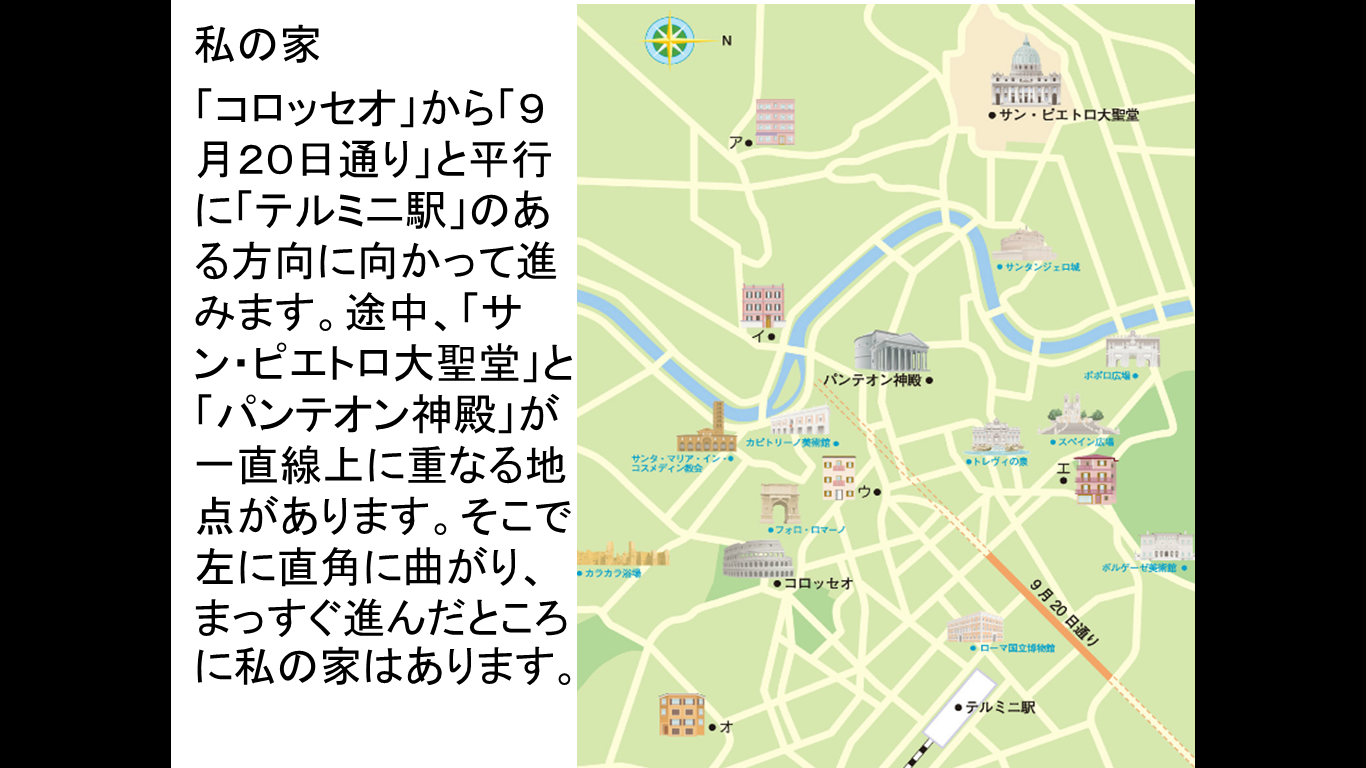 私の家
「コロッセオ」から「９
月２０日通り」と平行
に「テルミニ駅」のあ
る方向に向かって進
みます。途中、「サ
ン・ピエトロ大聖堂」と
「パンテオン神殿」が
一直線上に重なる地
点があります。そこで
左に直角に曲がり、
まっすぐ進んだところ
に私の家はあります。
N
サン・ピエトロ大聖堂
ア
サンタンジェロ城
イ
パンテオン神殿
ポポロ広場
カピトリーノ美術館
スペイン広場
サンタ・マリア・イン・
コスメディン教会
トレヴィの泉
エ
ウ
フォロ・ロマーノ
カラカラ浴場
コロッセオ
ボルゲーゼ美術館
9月20日通り
ローマ国立博物館
テルミニ駅
オ